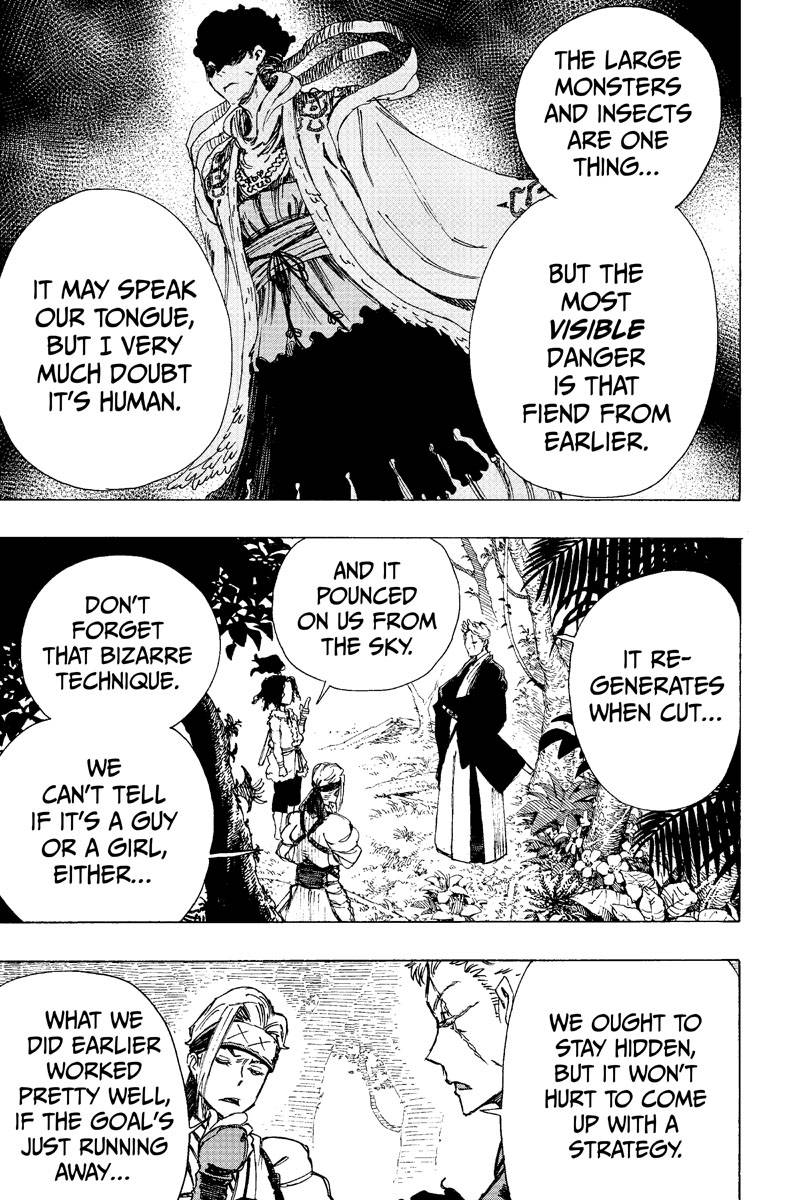 THE LARGE
MONSTERS
AND INSECTS
ARE ONE
THING...
BUT THE
MOST
VISIBLE
DANGER
IS THAT
FIEND FROM
EARLIER.
IT MAY SPEAK
OUR TONGUE,
BUT I VERY
MUCH DOUBT
IT'S HUMAN.
IT RE-
GENERATES
WHEN CUT...
AND IT
POUNCED
ON US FROM
THE SKY.
DON'T
FORGET
THAT BIZARRE
TECHNIQUE.
WE
CAN'T TELL
IF IT'S A GUY
OR A GIRL,
EITHER...
WE OUGHT TO
STAY HIDDEN,
BUT IT WON'T
HURT TO COME
UP WITH A
STRATEGY.
WHAT WE
DID EARLIER
WORKED
PRETTY WELL,
IF THE GOAL'S
JUST RUNNING
AWAY...